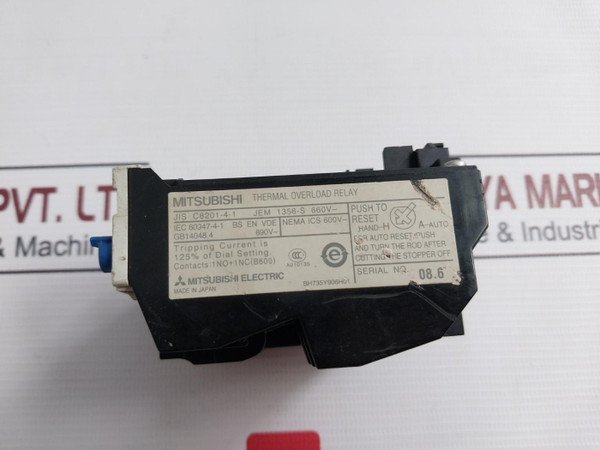 PVT. LT
& Machin
YA MARI
e & Industri
MITSUBISHI THERMAL OVERLOAD RELAY
JIS C8201-4-1 JEM 1356-S 660V~
IEC 60947-4-1 BS EN VDE NEMA ICS 600V~
GB14048.4 690V~
Tripping Current is
125% of Dial Setting.
Contacts 1NO+1NC(B600)
MITSUBISHI ELECTRIC
MADE IN JAPAN
PUSH TO
RESET
HAND-H A-AUTO
FOR AUTO RESET, PUSH
AND TURN THE ROD AFTER
CUTTING THE STOPPER OFF
SERIAL NO. 08.6